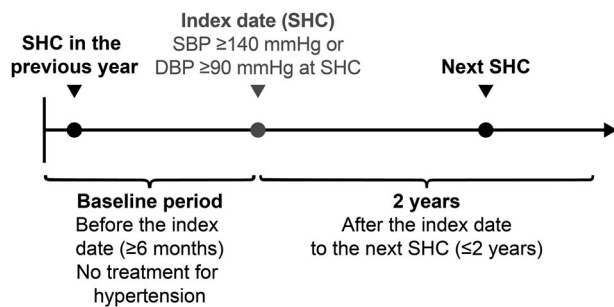 Index date (SHC)
SBP ≥140 mmHg or
DBP ≥90 mmHg at SHC
SHC in the
previous year
Next SHC
Baseline period
Before the index
date (≥6 months)
No treatment for
hypertension
2 years
After the index date
to the next SHC (≤2 years)